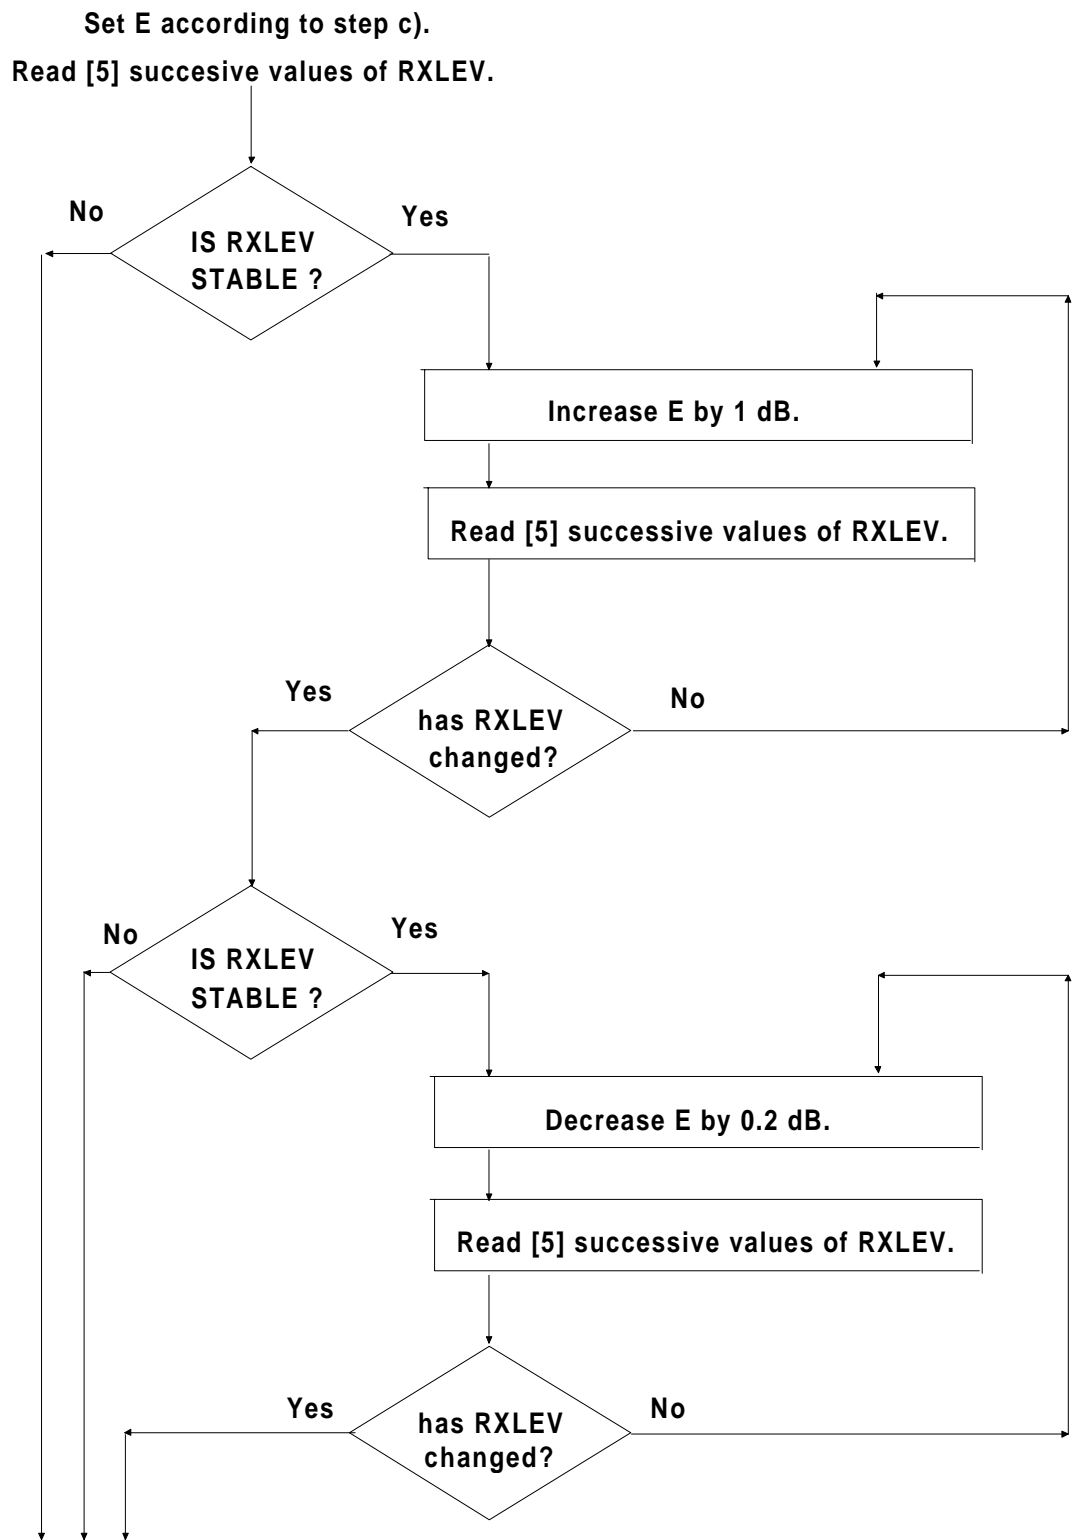 Set E according to step c).
Read [5] succesive values of RXLEV.
No
Yes
IS RXLEV
STABLE ?
Increase E by 1 dB.
Read [5] successive values of RXLEV.
Yes
No
has RXLEV
changed?
No
Yes
IS RXLEV
STABLE ?
Decrease E by 0.2 dB.
Read [5] successive values of RXLEV.
Yes
No
has RXLEV
changed?